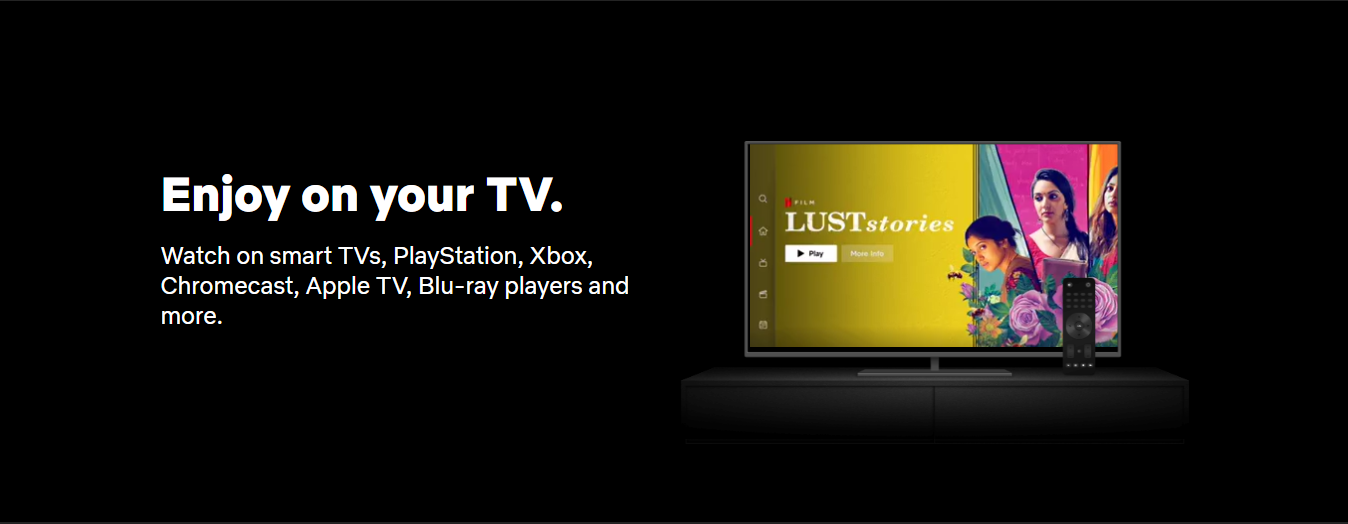 Enjoy on your TV.
Watch on smart TVs, PlayStation, Xbox,
Chromecast, Apple TV, Blu-ray players and
more.
FILM
LUST stories
Play
More Info